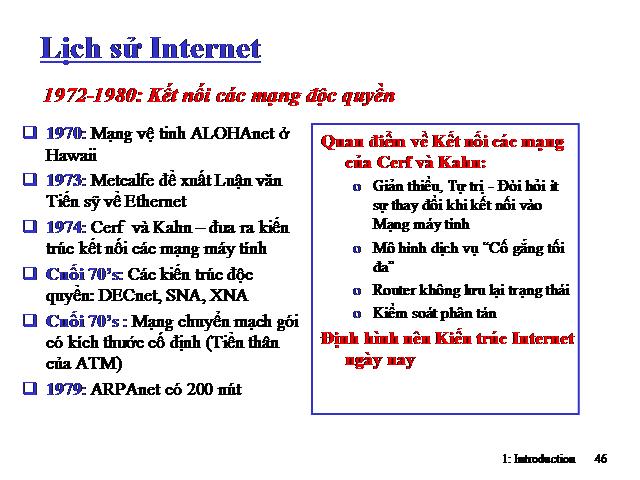 Lịch sử Internet
1972-1980: Kết nối các mạng độc quyền
1970: Mạng vệ tinh ALOHAnet ở
Hawaii
1973: Metcalfe đề xuất Luận văn
Tiến sỹ về Ethernet
1974: Cerf và Kahn – đưa ra kiến
trúc kết nối các mạng máy tính
Cuối 70’s: Các kiến trúc độc
quyền: DECnet, SNA, XNA
Cuối 70’s : Mạng chuyển mạch gói
có kích thước cố định (Tiền thân
của ATM)
1979: ARPAnet có 200 nút
Quan điểm về Kết nối các mạng
của Cerf và Kahn:
o Giản thiểu, Tự trị - Đòi hỏi ít
sự thay đổi khi kết nối vào
Mạng máy tính
o Mô hình dịch vụ “Cố gắng tối
đa”
o Router không lưu lại trạng thái
o Kiểm soát phân tán
Định hình nên Kiến trúc Internet
ngày nay
1: Introduction 46